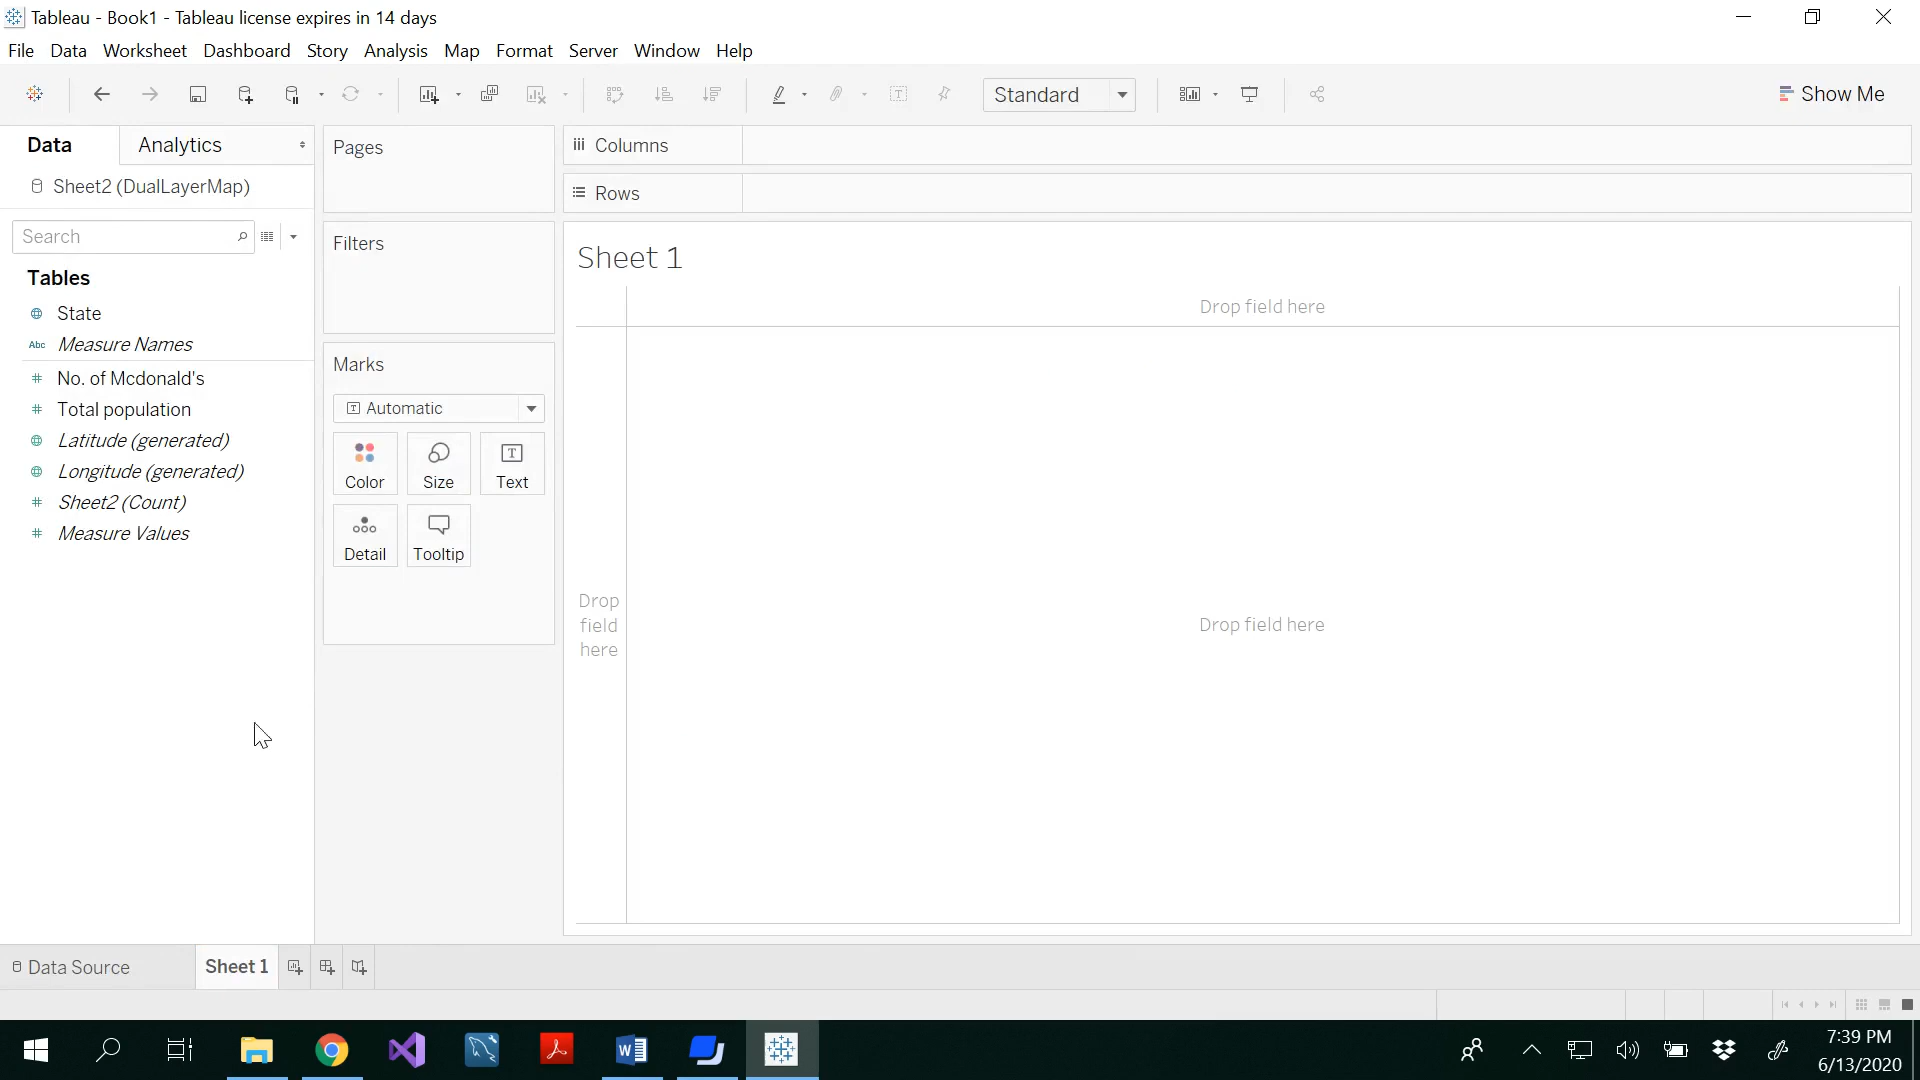 Tableau - Book1 - Tableau license expires in 14 days
File Data Worksheet Dashboard Story Analysis Map Format Server Window Help
Standard
Show Me
Data
Analytics
Sheet2 (DualLayerMap)
Search
Tables
State
Abc Measure Names
No. of Mcdonald's
Total population
Latitude (generated)
Longitude (generated)
Sheet2 (Count)
Measure Values
Pages
Filters
Marks
T Automatic
Color
Size
T
Text
Detail
Tooltip
Columns
Rows
Sheet 1
Drop field here
Drop
field
here
Drop field here
Data Source
Sheet 1
7:39 PM
6/13/2020